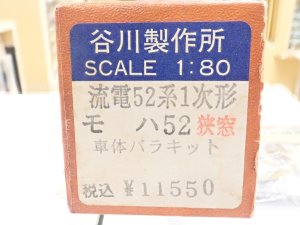 谷川製作所
SCALE 1:80
流電52系1次形
モハ52 狭窓
車体バラキット
税込 ¥11550